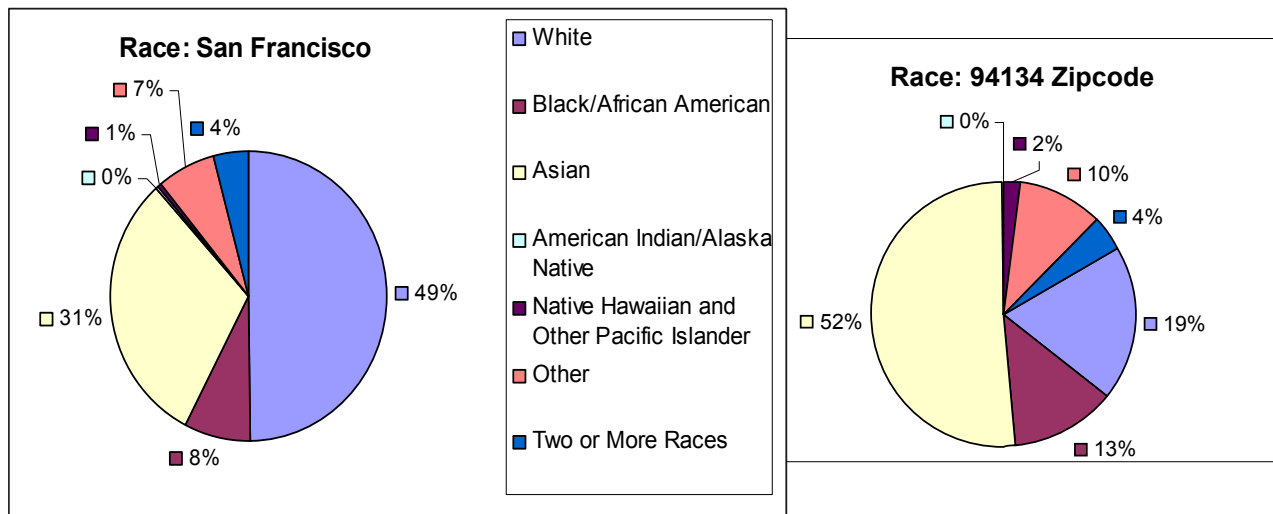 Race: San Francisco
7%
1%
4%
0%
49%
31%
8%
White
Black/African American
Asian
American Indian/Alaska
Native
Native Hawaiian and
Other Pacific Islander
Other
Two or More Races
Race: 94134 Zipcode
0%
2%
10%
4%
52%
19%
13%